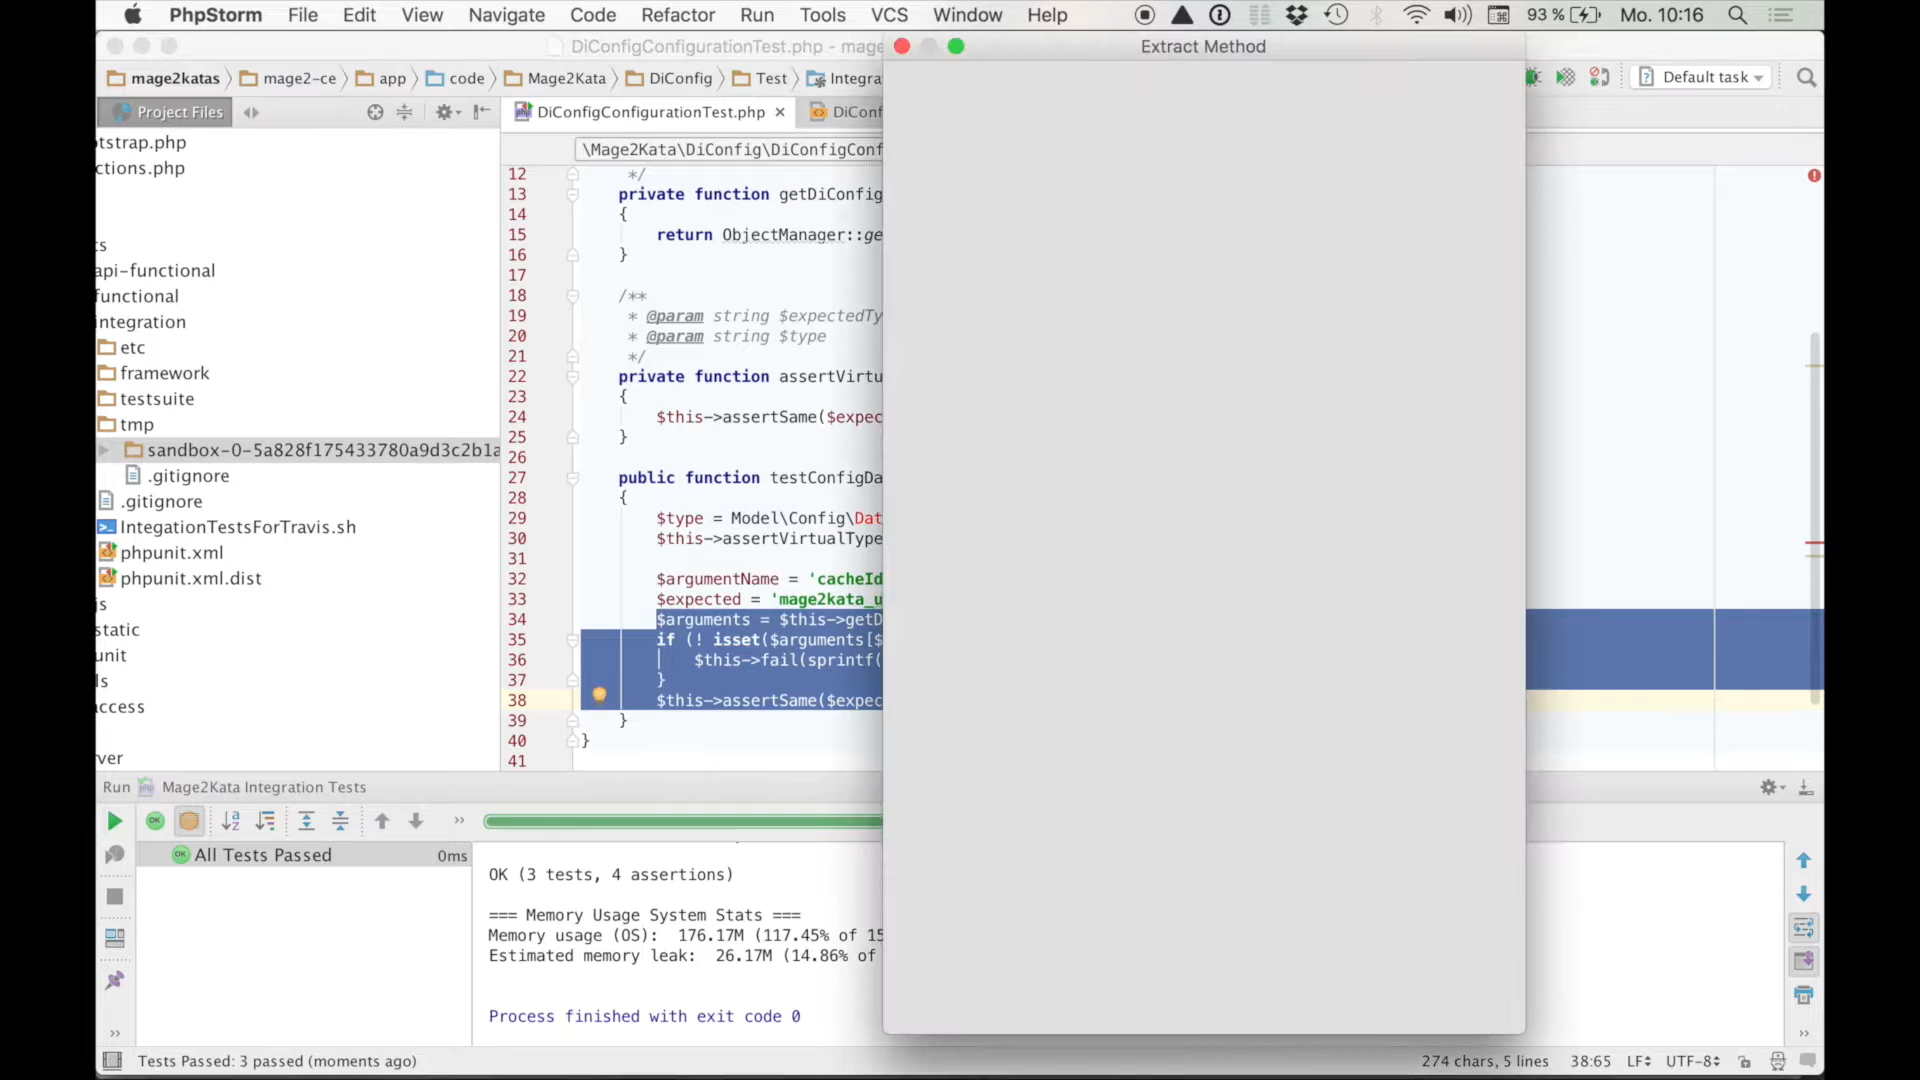 PhpStorm File Edit View Navigate Code Refactor Run Tools VCS Window Help 93 % Mo. 10:16
DiConfigConfigurationTest.php - mage
Extract Method
mage2katas mage2-ce app code Mage2Kata DiConfig Test Integra
Default task
Project Files
DiConfigConfigurationTest.php
DiConf
\Mage2Kata\DiConfig\DiConfigConf
tstrap.php
ctions.php
ts
api-functional
functional
integration
etc
framework
testsuite
tmp
sandbox-0-5a828f175433780a9d3c2b1a
.gitignore
.gitignore
IntegationTestsForTravis.sh
phpunit.xml
phpunit.xml.dist
js
static
unit
ls
access
ver
12 */
13 private function getDiConfig
14 {
15 return ObjectManager::ge
16 }
17
18 /**
19 * @param string $expectedTy
20 * @param string $type
21 */
22 private function assertVirtu
23 {
24 $this->assertSame($expec
25 }
26
27 public function testConfigDa
28 {
29 $type = Model\Config\Dat
30 $this->assertVirtualType
31
32 $argumentName = 'cacheId
33 $expected = 'mage2kata_u
34 $arguments = $this->getD
35 if (! isset($arguments[$
36 $this->fail(sprintf(
37 }
38 $this->assertSame($expec
39 }
40 }
41
Run Mage2Kata Integration Tests
OK
OK All Tests Passed 0ms
OK (3 tests, 4 assertions)
=== Memory Usage System Stats ===
Memory usage (OS): 176.17M (117.45% of 15
Estimated memory leak: 26.17M (14.86% of
Process finished with exit code 0
Tests Passed: 3 passed (moments ago)
274 chars, 5 lines 38:65 LF UTF-8